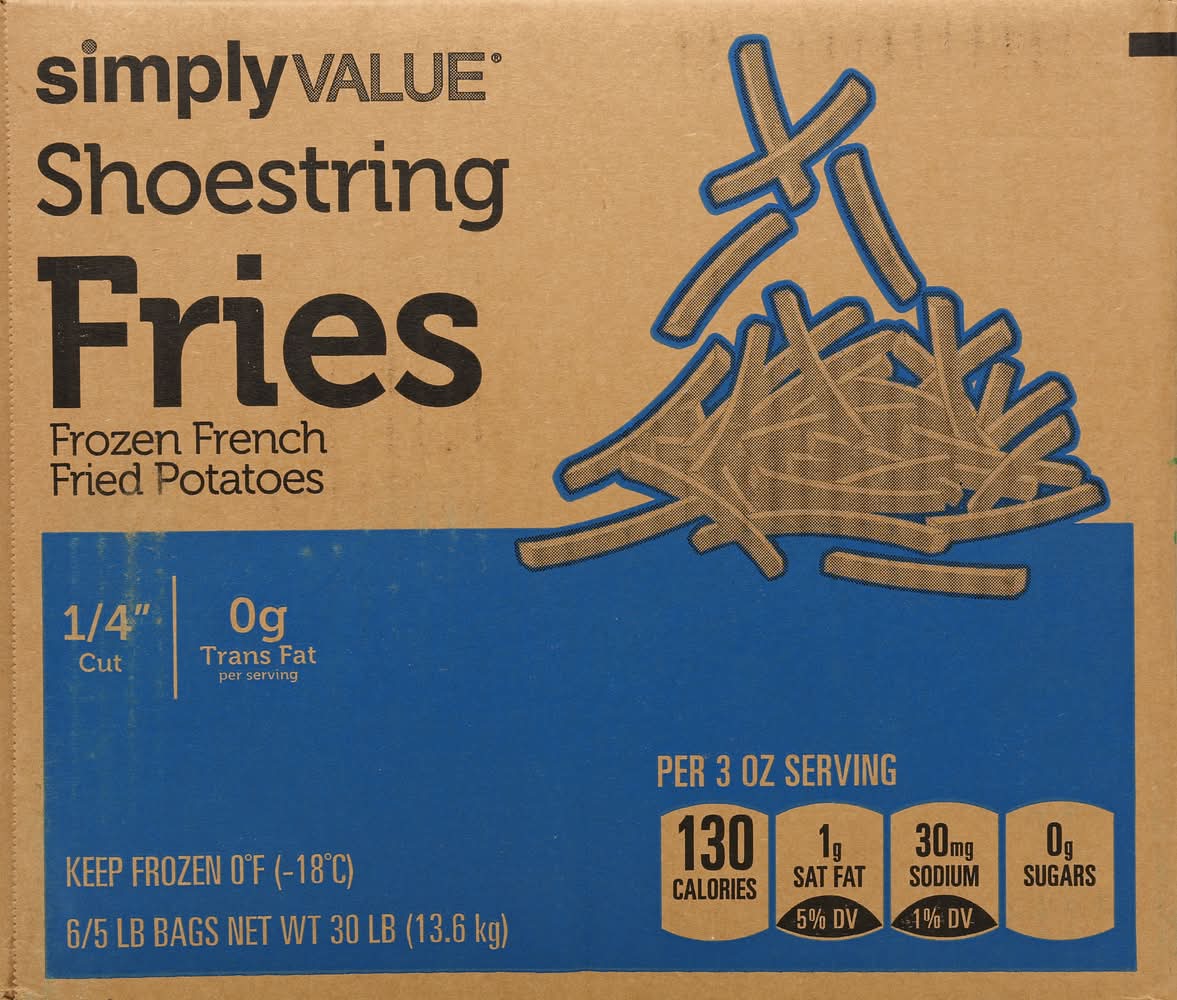 simplyVALUE®
Shoestring
Fries
Frozen French
Fried Potatoes
1/4”
Cut
0g
Trans Fat
per serving
PER 3 OZ SERVING
130
CALORIES
1g
SAT FAT
5% DV
30mg
SODIUM
1% DV
0g
SUGARS
KEEP FROZEN 0°F (-18°C)
6/5 LB BAGS NET WT 30 LB (13.6 kg)